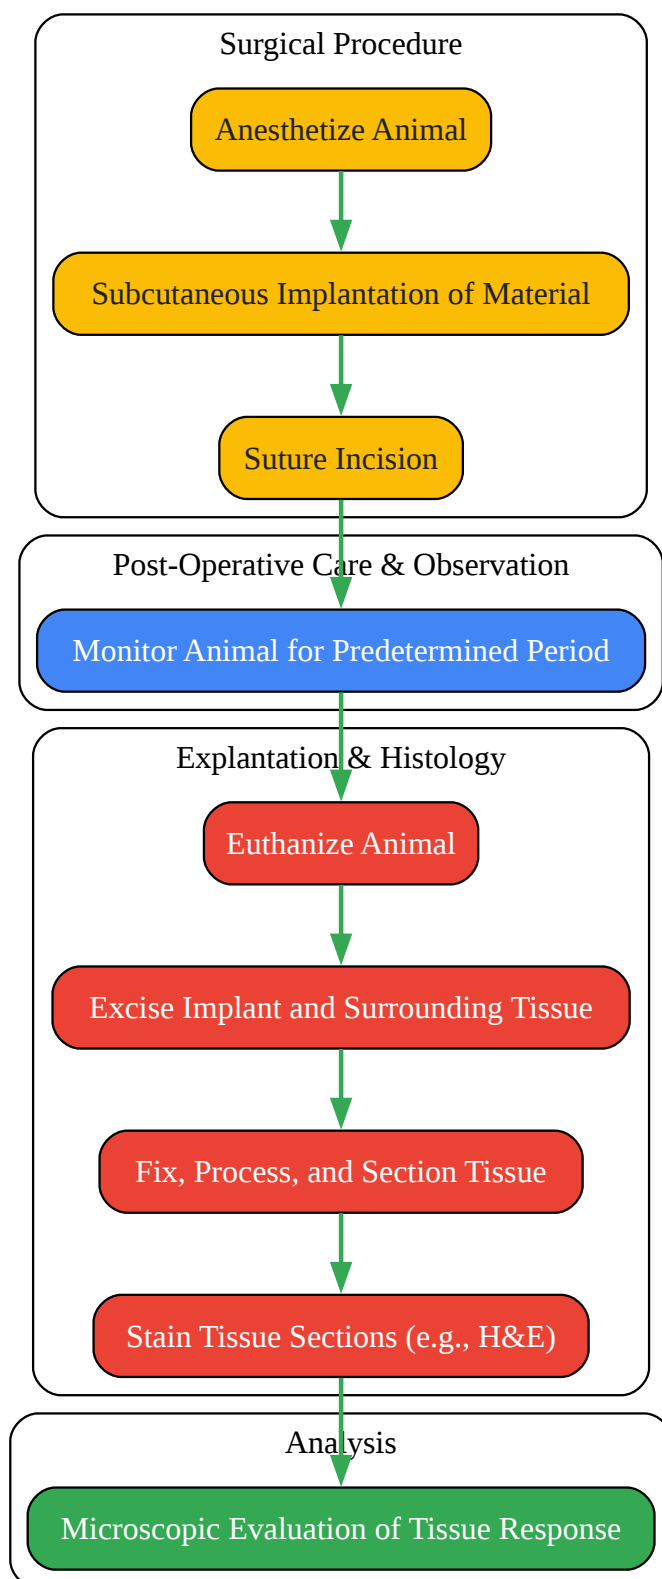 Surgical Procedure
Anesthetize Animal
Subcutaneous Implantation of Material
Suture Incision
Post-Operative Care & Observation
Monitor Animal for Predetermined Period
Explantation & Histology
Euthanize Animal
Excise Implant and Surrounding Tissue
Fix, Process, and Section Tissue
Stain Tissue Sections (e.g., H&E)
Analysis
Microscopic Evaluation of Tissue Response